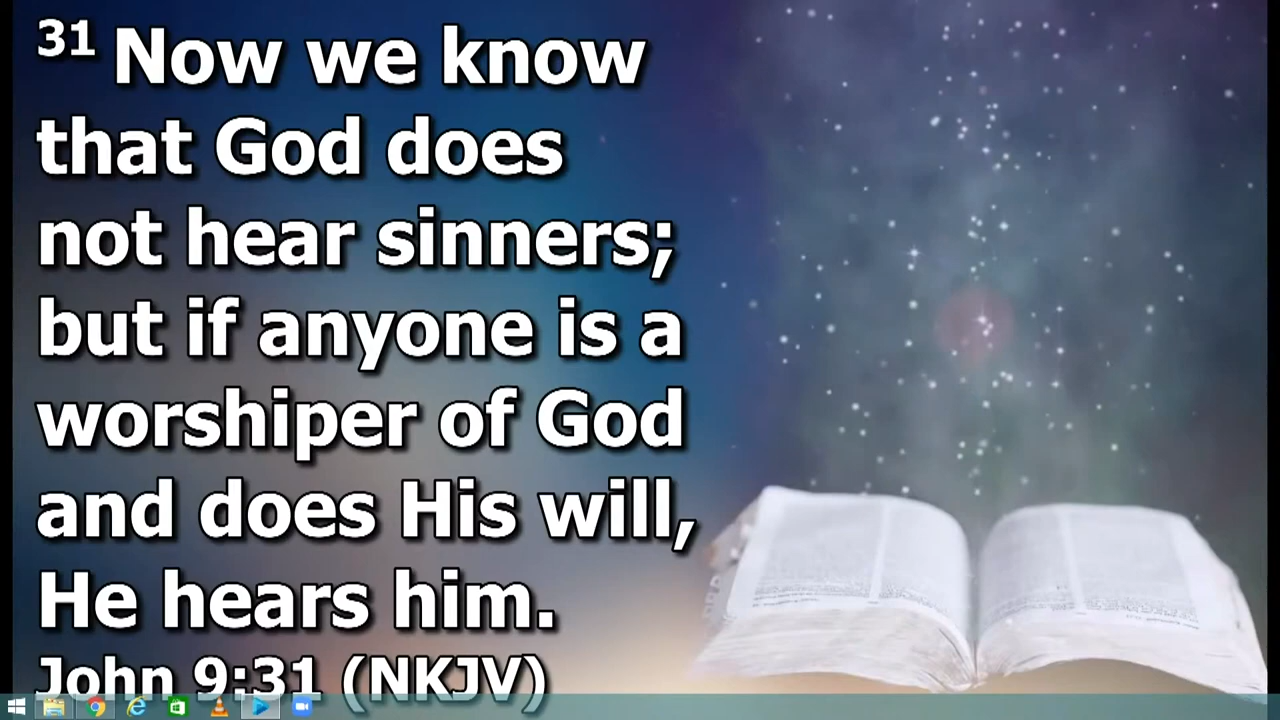 31 Now we know
that God does
not hear sinners;
but if anyone is a
worshiper of God
and does His will,
He hears him.
John 9:31 (NKJV)